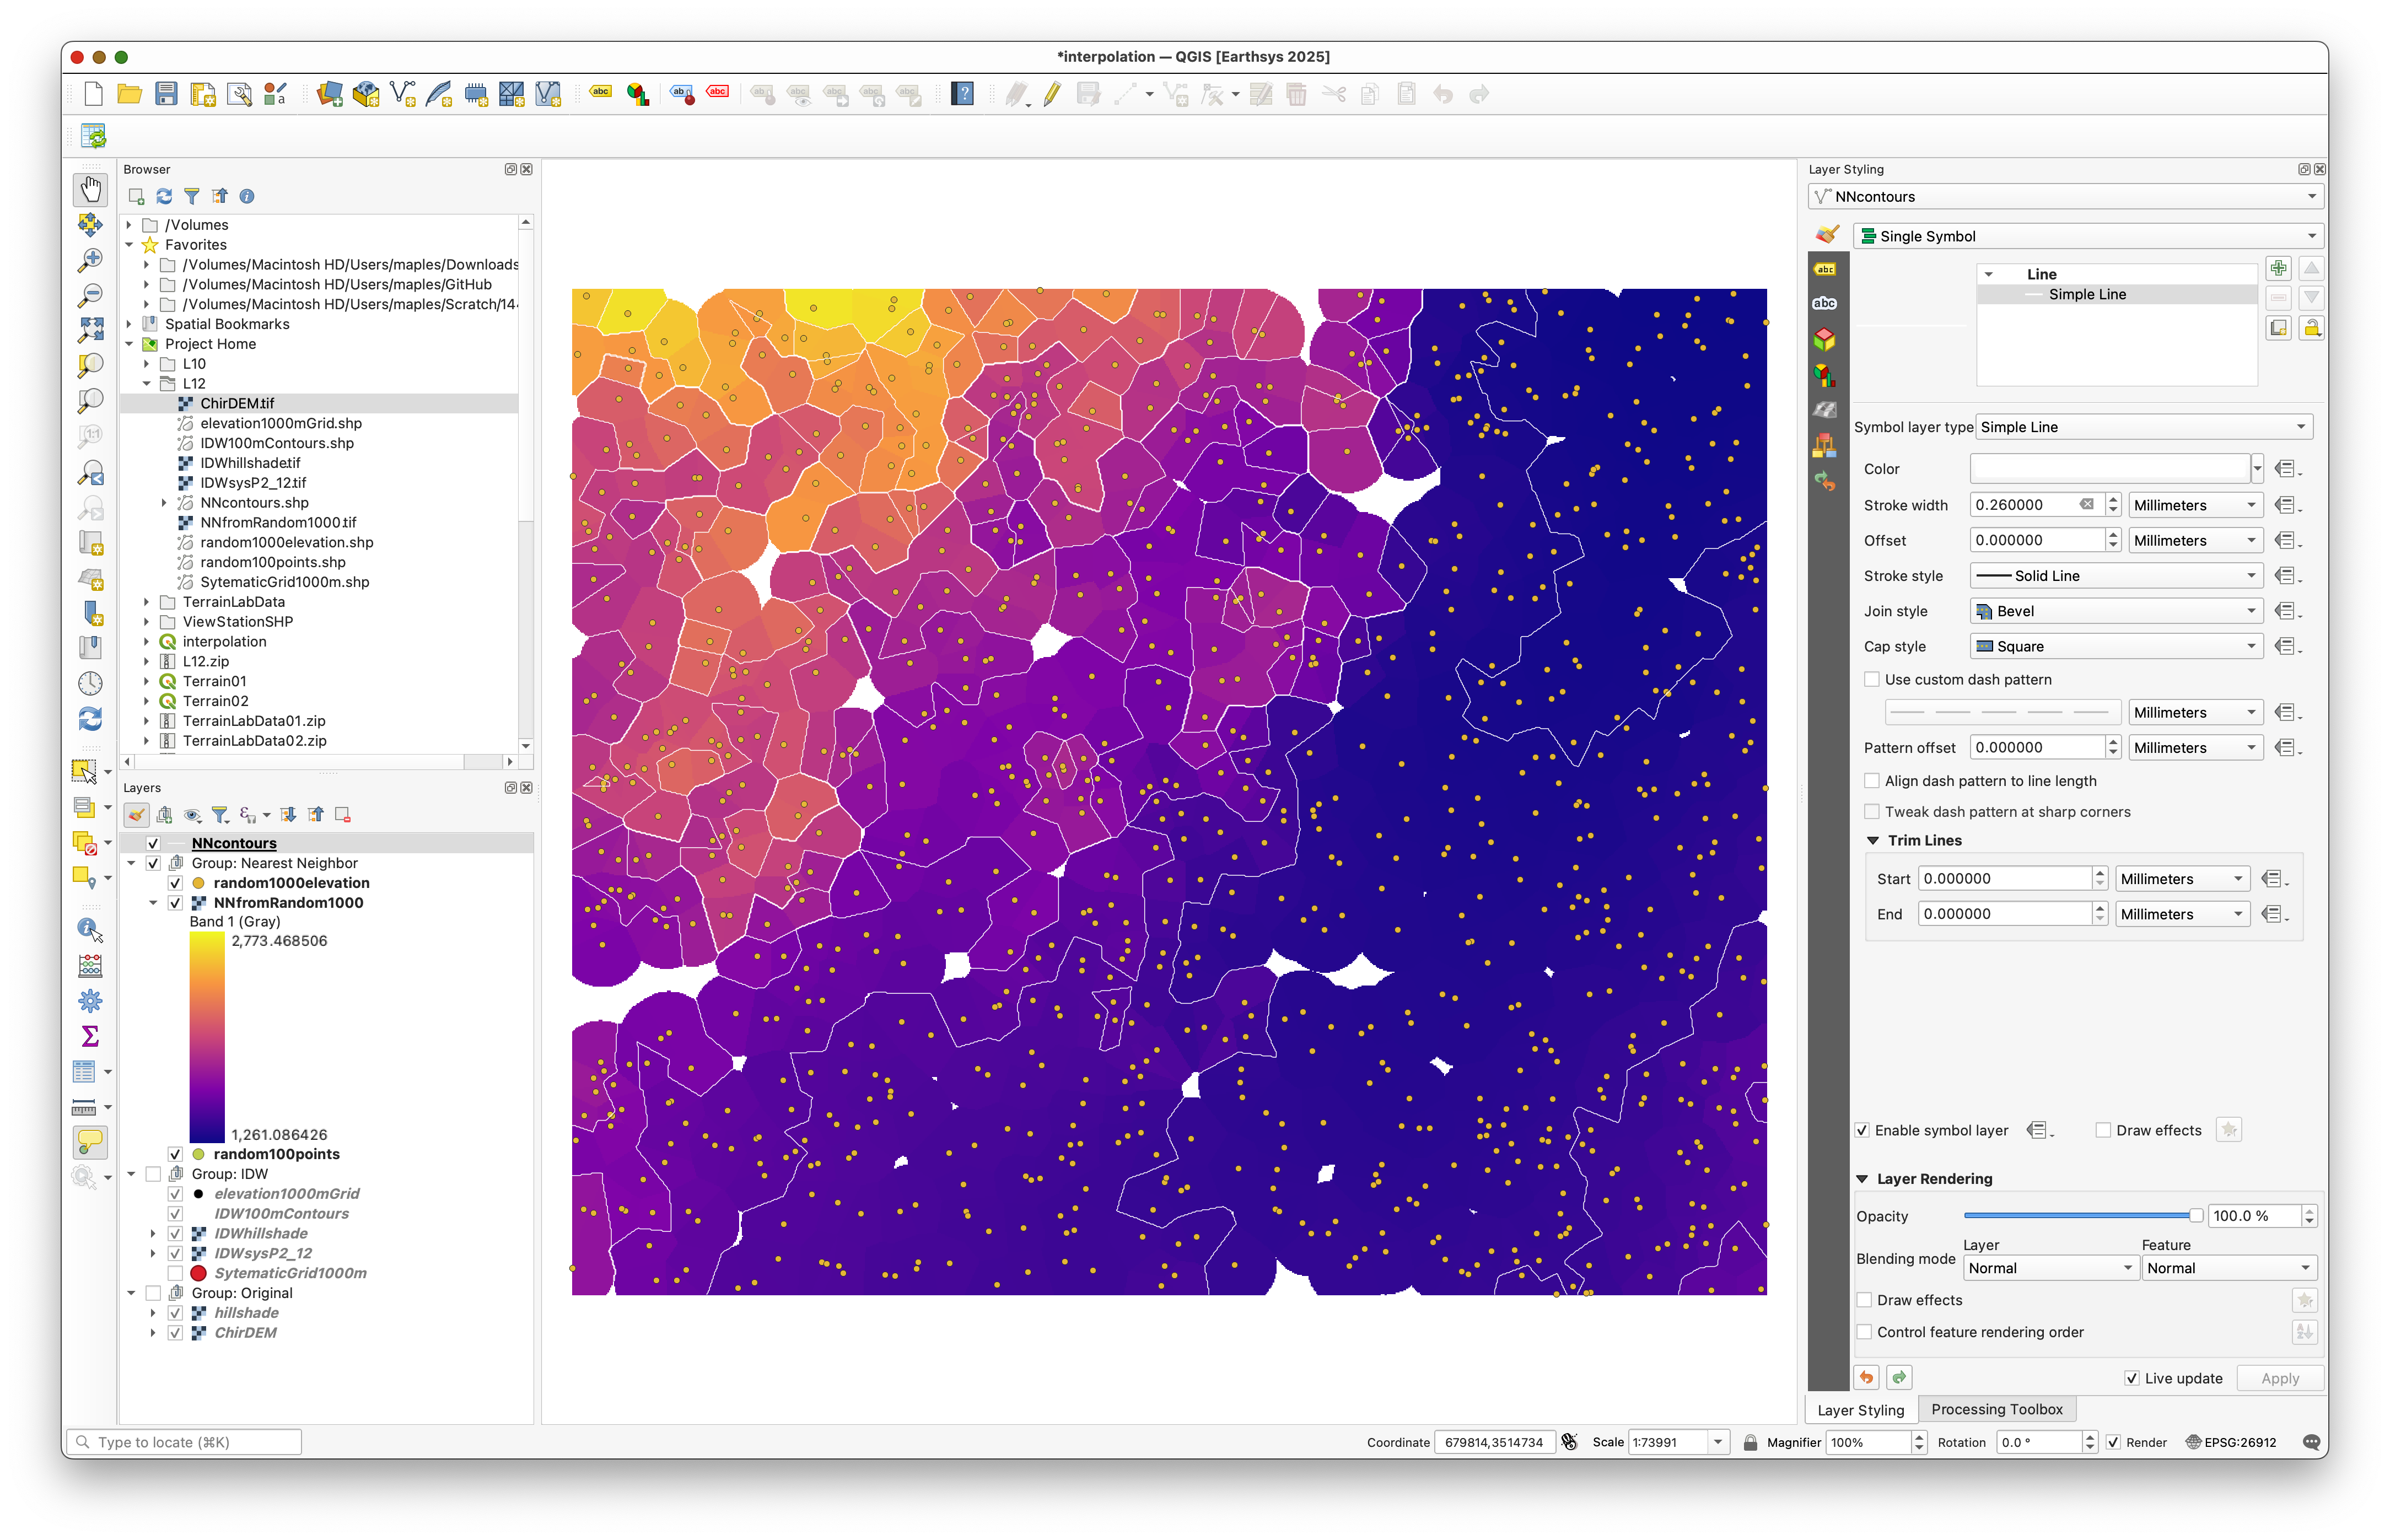 *interpolation — QGIS [Earthsys 2025]
Browser
/Volumes
Favorites
/Volumes/Macintosh HD/Users/maples/Downloads
/Volumes/Macintosh HD/Users/maples/GitHub
/Volumes/Macintosh HD/Users/maples/Scratch/14
Spatial Bookmarks
Project Home
L10
L12
ChirDEM.tif
elevation1000mGrid.shp
IDW100mContours.shp
IDWhillshade.tif
IDWsysP2_12.tif
NNcontours.shp
NNfromRandom1000.tif
random1000elevation.shp
random100points.shp
SytematicGrid1000m.shp
TerrainLabData
ViewStationSHP
interpolation
L12.zip
Terrain01
Terrain02
TerrainLabData01.zip
TerrainLabData02.zip
Layers
NNcontours
Group: Nearest Neighbor
random1000elevation
NNfromRandom1000
Band 1 (Gray)
2,773.468506
1,261.086426
random100points
Group: IDW
elevation1000mGrid
IDW100mContours
IDWhillshade
IDWsysP2_12
SytematicGrid1000m
Group: Original
hillshade
ChirDEM
Layer Styling
NNcontours
Single Symbol
Line
Simple Line
Symbol layer type Simple Line
Color
Stroke width 0.260000 Millimeters
Offset 0.000000 Millimeters
Stroke style Solid Line
Join style Bevel
Cap style Square
Use custom dash pattern
Millimeters
Pattern offset 0.000000 Millimeters
Align dash pattern to line length
Tweak dash pattern at sharp corners
Trim Lines
Start 0.000000 Millimeters
End 0.000000 Millimeters
Enable symbol layer Draw effects
Layer Rendering
Opacity 100.0 %
Layer Feature
Blending mode Normal Normal
Draw effects
Control feature rendering order
Live update Apply
Layer Styling Processing Toolbox
Type to locate (⌘K) Coordinate 679814,3514734 Scale 1:73991 Magnifier 100% Rotation 0.0 ° Render EPSG:26912